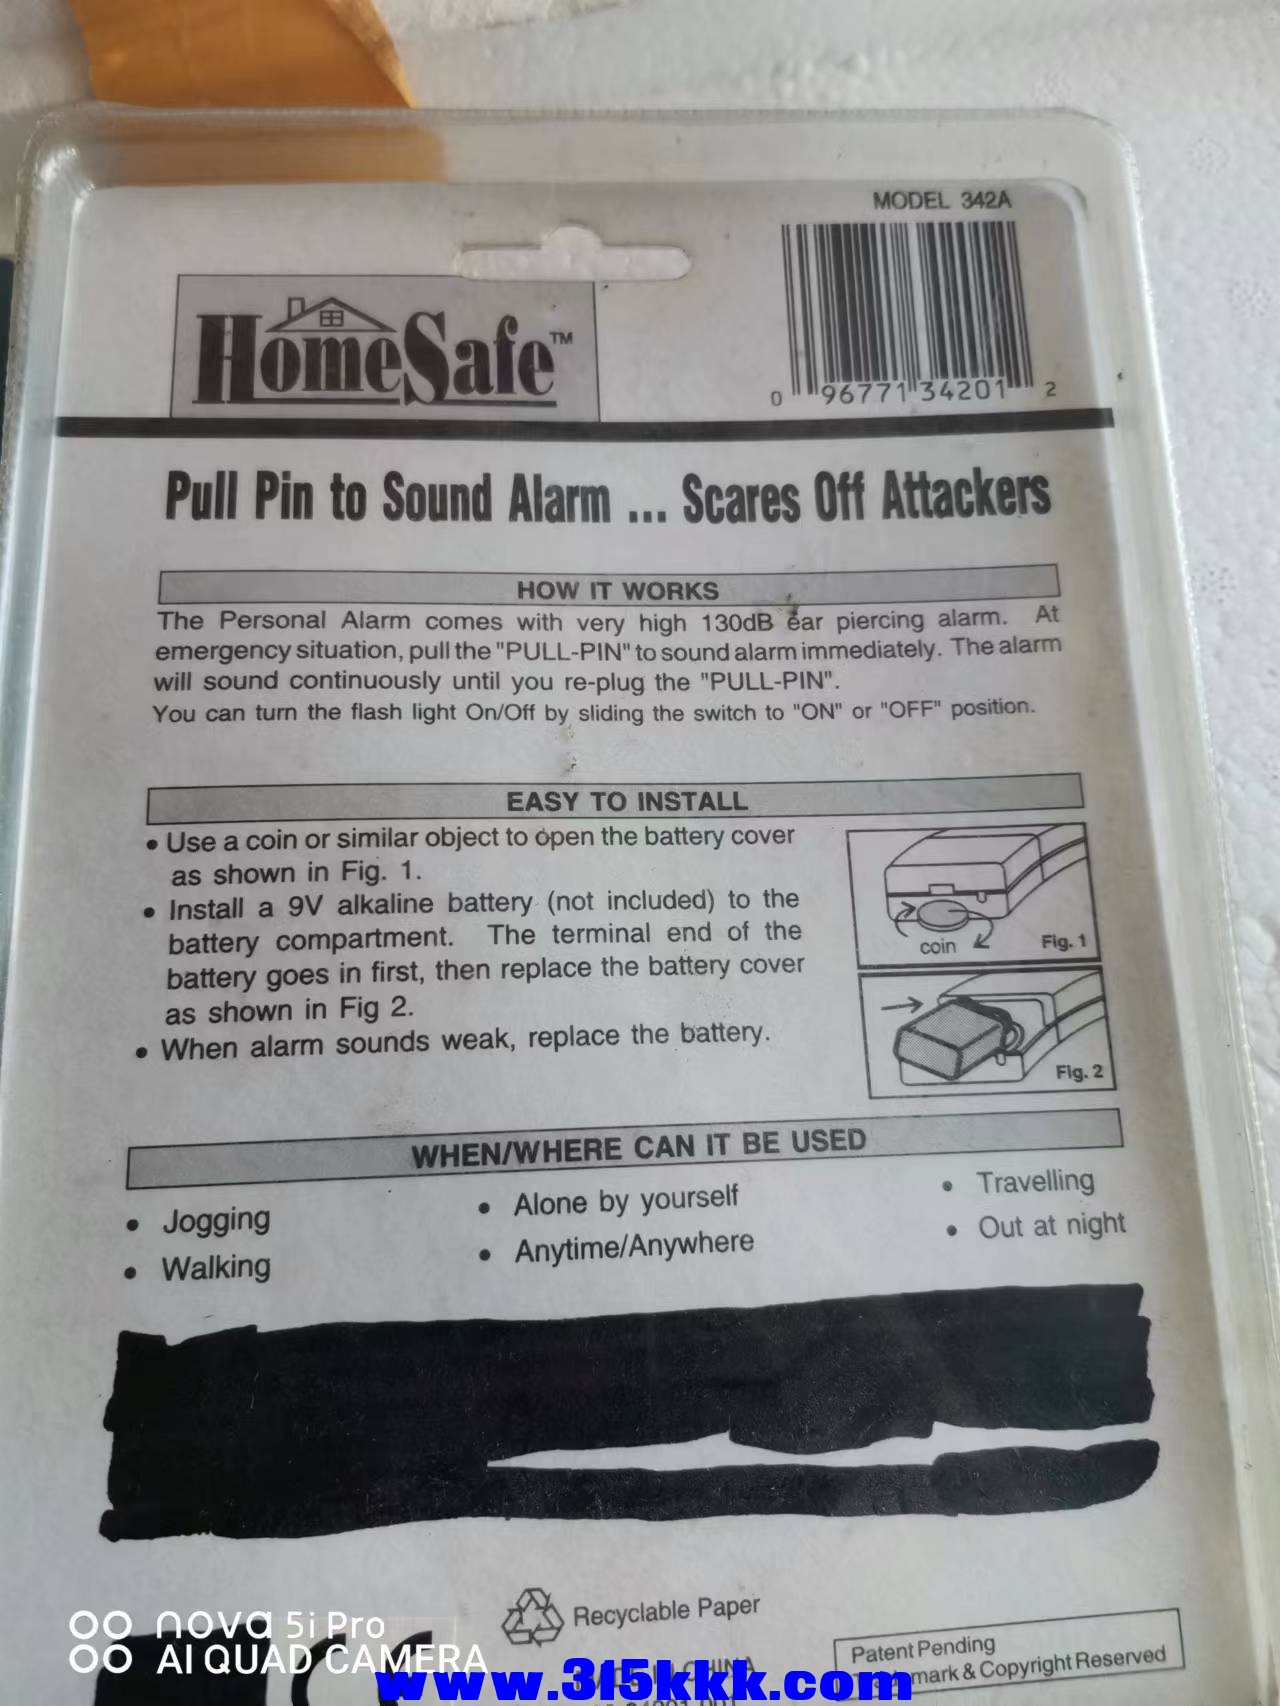 MODEL 342A
HomeSafe™
0 96771 34201 2
Pull Pin to Sound Alarm ... Scares Off Attackers
HOW IT WORKS
The Personal Alarm comes with very high 130dB ear piercing alarm. At
emergency situation, pull the "PULL-PIN" to sound alarm immediately. The alarm
will sound continuously until you re-plug the "PULL-PIN".
You can turn the flash light On/Off by sliding the switch to "ON" or "OFF" position.
EASY TO INSTALL
• Use a coin or similar object to open the battery cover
as shown in Fig. 1.
• Install a 9V alkaline battery (not included) to the
battery compartment. The terminal end of the
battery goes in first, then replace the battery cover
as shown in Fig 2.
• When alarm sounds weak, replace the battery.
coin
Fig. 1
Fig. 2
WHEN/WHERE CAN IT BE USED
• Jogging
• Walking
• Alone by yourself
• Anytime/Anywhere
• Travelling
• Out at night
Recyclable Paper
CHINA
Patent Pending
mark & Copyright Reserved
nova 5i Pro
AI QUAD CAMERA
www.315kkk.com